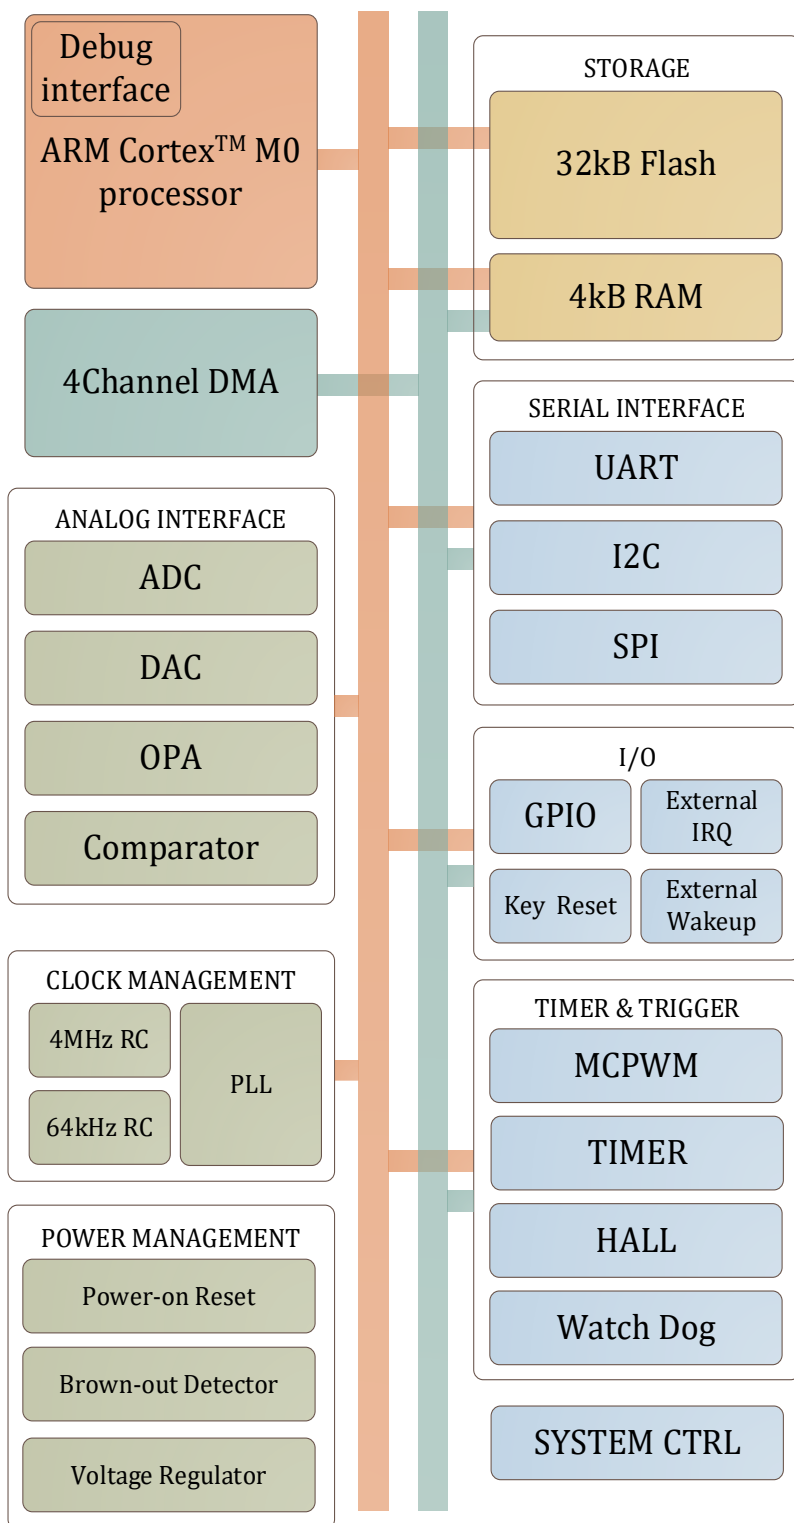 Debug
interface
ARM Cortex™ M0
processor
4Channel DMA
ANALOG INTERFACE
ADC
DAC
OPA
Comparator
CLOCK MANAGEMENT
4MHz RC
64kHz RC
PLL
POWER MANAGEMENT
Power-on Reset
Brown-out Detector
Voltage Regulator
STORAGE
32kB Flash
4kB RAM
SERIAL INTERFACE
UART
I2C
SPI
I/O
GPIO
External
IRQ
Key Reset
External
Wakeup
TIMER & TRIGGER
MCPWM
TIMER
HALL
Watch Dog
SYSTEM CTRL